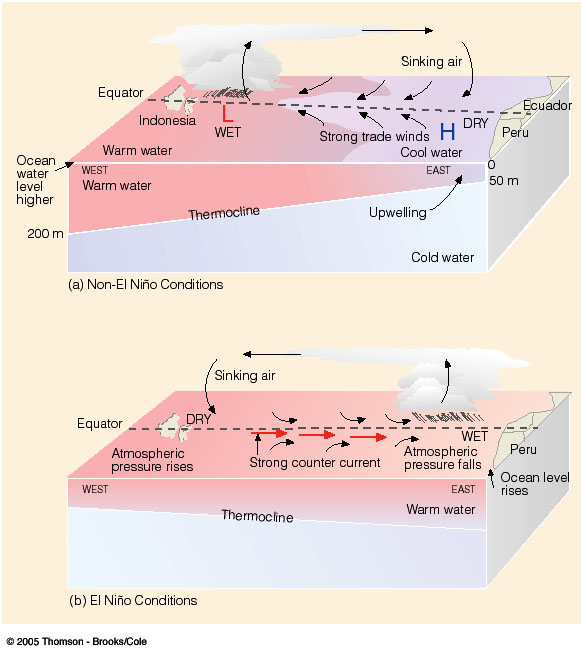 Sinking air
Equator
Ecuador
Indonesia
L
WET
Strong trade winds
H
DRY
Peru
Warm water
Cool water
Ocean
water
level
higher
WEST
EAST
0
50 m
Warm water
Thermocline
Upwelling
200 m
Cold water
(a) Non-El Niño Conditions
Sinking air
Equator
DRY
WET
Peru
Atmospheric
pressure rises
Strong counter current
Atmospheric
pressure falls
Ocean level
rises
WEST
EAST
Warm water
Thermocline
(b) El Niño Conditions
© 2005 Thomson - Brooks/Cole